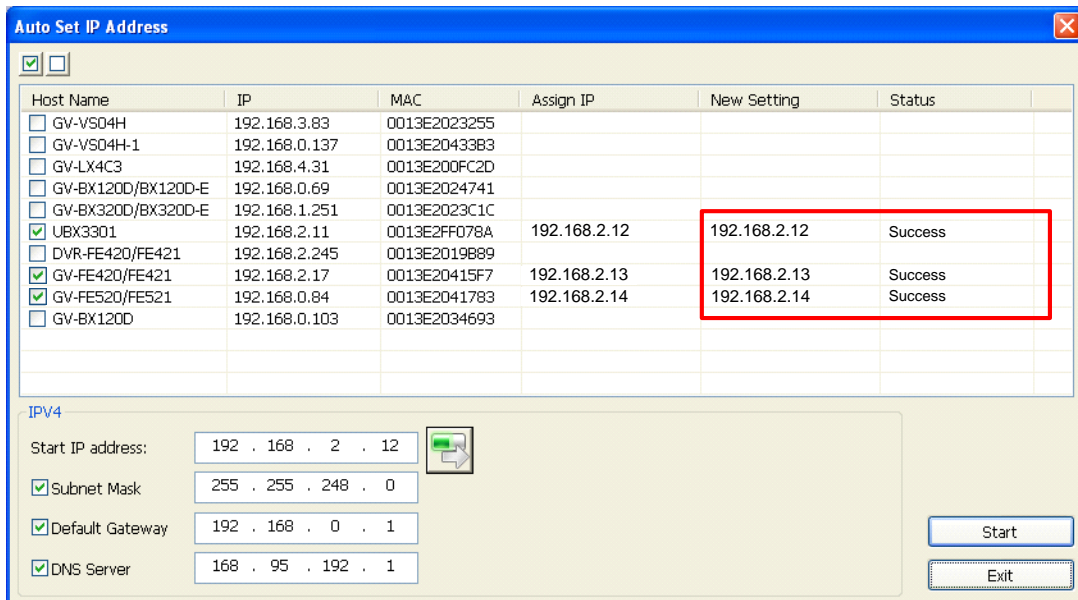 Auto Set IP Address
Host Name IP MAC Assign IP New Setting Status
GV-VS04H 192.168.3.83 0013E2023255
GV-VS04H-1 192.168.0.137 0013E20433B3
GV-LX4C3 192.168.4.31 0013E200FC2D
GV-BX120D/BX120D-E 192.168.0.69 0013E2024741
GV-BX320D/BX320D-E 192.168.1.251 0013E2023C1C
UBX3301 192.168.2.11 0013E2FF078A 192.168.2.12 192.168.2.12 Success
DVR-FE420/FE421 192.168.2.245 0013E2019B89
GV-FE420/FE421 192.168.2.17 0013E20415F7 192.168.2.13 192.168.2.13 Success
GV-FE520/FE521 192.168.0.84 0013E2041783 192.168.2.14 192.168.2.14 Success
GV-BX120D 192.168.0.103 0013E2034693
IPV4
Start IP address: 192 . 168 . 2 . 12
Subnet Mask 255 . 255 . 248 . 0
Default Gateway 192 . 168 . 0 . 1
DNS Server 168 . 95 . 192 . 1
Start
Exit